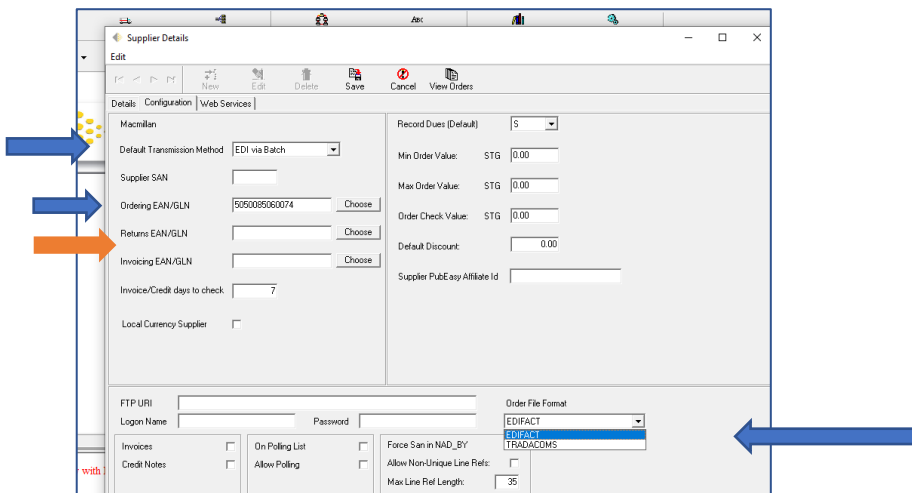 ABC
Supplier Details
Edit
New Edit Delete Save Cancel View Orders
Details Configuration Web Services
Macmillan
Default Transmission Method EDI via Batch
Supplier SAN
Ordering EAN/GLN 5050085060074 Choose
Returns EAN/GLN Choose
Invoicing EAN/GLN Choose
Invoice/Credit days to check 7
Local Currency Supplier
Record Dues (Default) S
Min Order Value: STG 0.00
Max Order Value: STG 0.00
Order Check Value: STG 0.00
Default Discount: 0.00
Supplier PubEasy Affiliate Id
FTP URI
Logon Name Password
Order File Format
EDIFACT
EDIFACT
TRADACOMS
Invoices
Credit Notes
On Polling List
Allow Polling
Force San in NAD_BY
Allow Non-Unique Line Refs:
Max Line Ref Length: 35
with